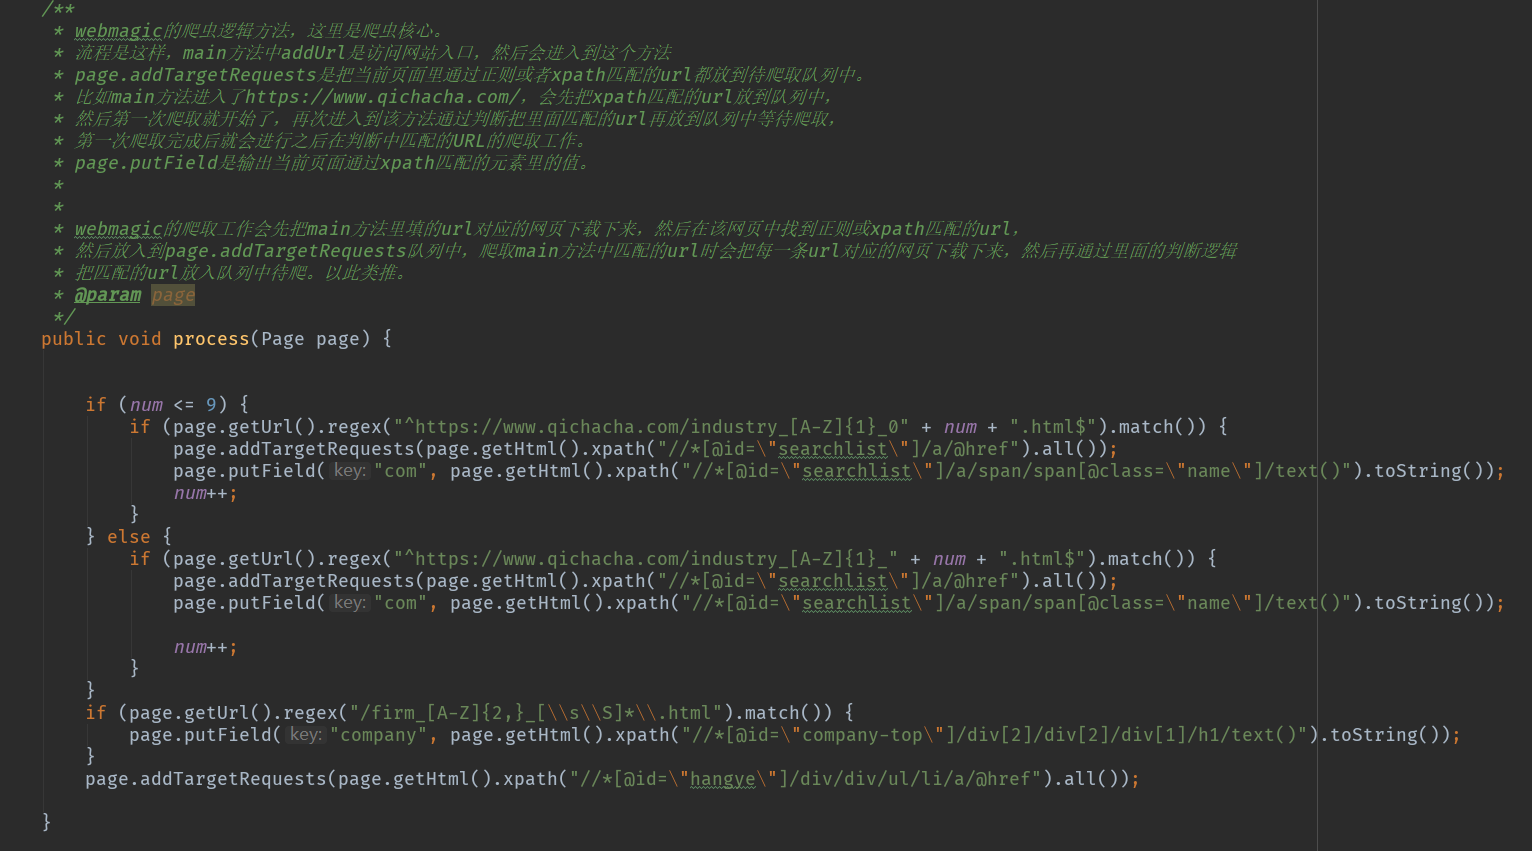 /**
* webmagic的爬虫逻辑方法，这里是爬虫核心。
* 流程是这样，main方法中addUrl是访问网站入口，然后会进入到这个方法
* page.addTargetRequests是把当前页面里通过正则或者xpath匹配的url都放到待爬取队列中。
* 比如main方法进入了https://www.qichacha.com/，会先把xpath匹配的url放到队列中，
* 然后第一次爬取就开始了，再次进入到该方法通过判断把里面匹配的url再放到队列中等待爬取，
* 第一次爬取完成后就会进行之后在判断中匹配的URL的爬取工作。
* page.putField是输出当前页面通过xpath匹配的元素里的值。
*
*
* webmagic的爬取工作会先把main方法里填的url对应的网页下载下来，然后在该网页中找到正则或xpath匹配的url，
* 然后放入到page.addTargetRequests队列中，爬取main方法中匹配的url时会把每一条url对应的网页下载下来，然后再通过里面的判断逻辑
* 把匹配的url放入队列中待爬。以此类推。
* @param page
*/
public void process(Page page) {
if (num <= 9) {
if (page.getUrl().regex("^https://www.qichacha.com/industry_[A-Z]{1}_0" + num + ".html$").match()) {
page.addTargetRequests(page.getHtml().xpath("//*[@id=\"searchlist\"]/a/@href").all());
page.putField( key: "com", page.getHtml().xpath("//*[@id=\"searchlist\"]/a/span/span[@class=\"name\"]/text()").toString());
num++;
}
} else {
if (page.getUrl().regex("^https://www.qichacha.com/industry_[A-Z]{1}_" + num + ".html$").match()) {
page.addTargetRequests(page.getHtml().xpath("//*[@id=\"searchlist\"]/a/@href").all());
page.putField( key: "com", page.getHtml().xpath("//*[@id=\"searchlist\"]/a/span/span[@class=\"name\"]/text()").toString());
num++;
}
}
if (page.getUrl().regex("/firm_[A-Z]{2,}_[\\s\\S]*\\.html").match()) {
page.putField( key: "company", page.getHtml().xpath("//*[@id=\"company-top\"]/div[2]/div[2]/div[1]/h1/text()").toString());
}
page.addTargetRequests(page.getHtml().xpath("//*[@id=\"hangye\"]/div/div/ul/li/a/@href").all());
}